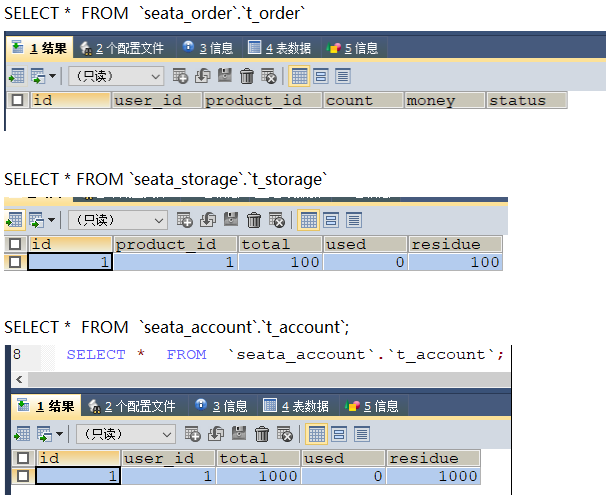 SELECT * FROM `seata_order`.`t_order`
1 结果 2 个配置文件 3 信息 4 表数据 5 信息
（只读）
id user_id product_id count money status
SELECT * FROM `seata_storage`.`t_storage`
（只读）
id product_id total used residue
1 1 100 0 100
SELECT * FROM `seata_account`.`t_account`;
8 SELECT * FROM `seata_account`.`t_account`;
1 结果 2 个配置文件 3 信息 4 表数据 5 信息
（只读）
id user_id total used residue
1 1 1000 0 1000